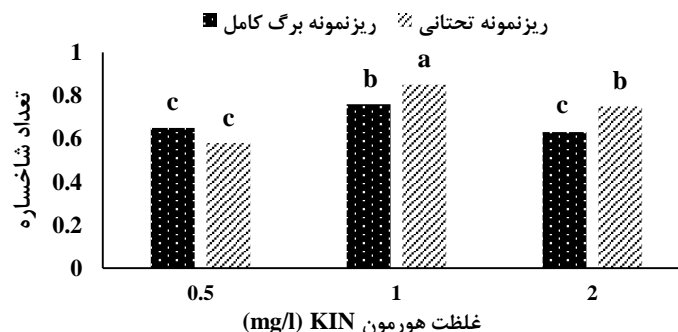 ریزنمونه برگ کامل ریزنمونه تحتانی
تعداد شاخساره
1
0.8
0.6
0.4
0.2
0
c c
b a
c b
0.5 1 2
غلظت هورمون KIN (mg/l)